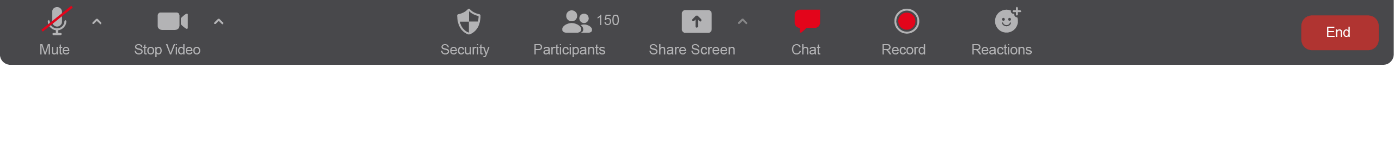 150
Mute
Stop Video
Security
Participants
Share Screen
Chat
Record
Reactions
End